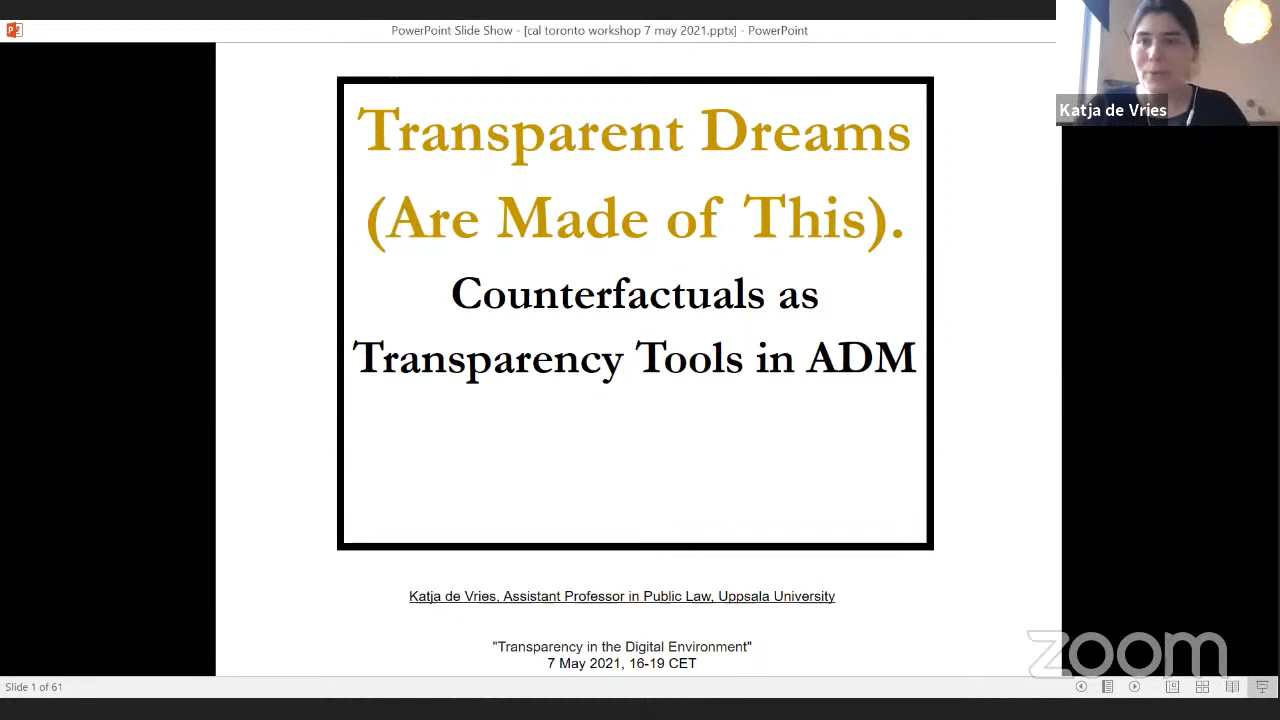 PowerPoint Slide Show - [cal toronto workshop 7 may 2021.pptx] - PowerPoint
Katja de Vries
Transparent Dreams
(Are Made of This).
Counterfactuals as
Transparency Tools in ADM
Katja de Vries, Assistant Professor in Public Law, Uppsala University
"Transparency in the Digital Environment"
7 May 2021, 16-19 CET
zoom
Slide 1 of 61